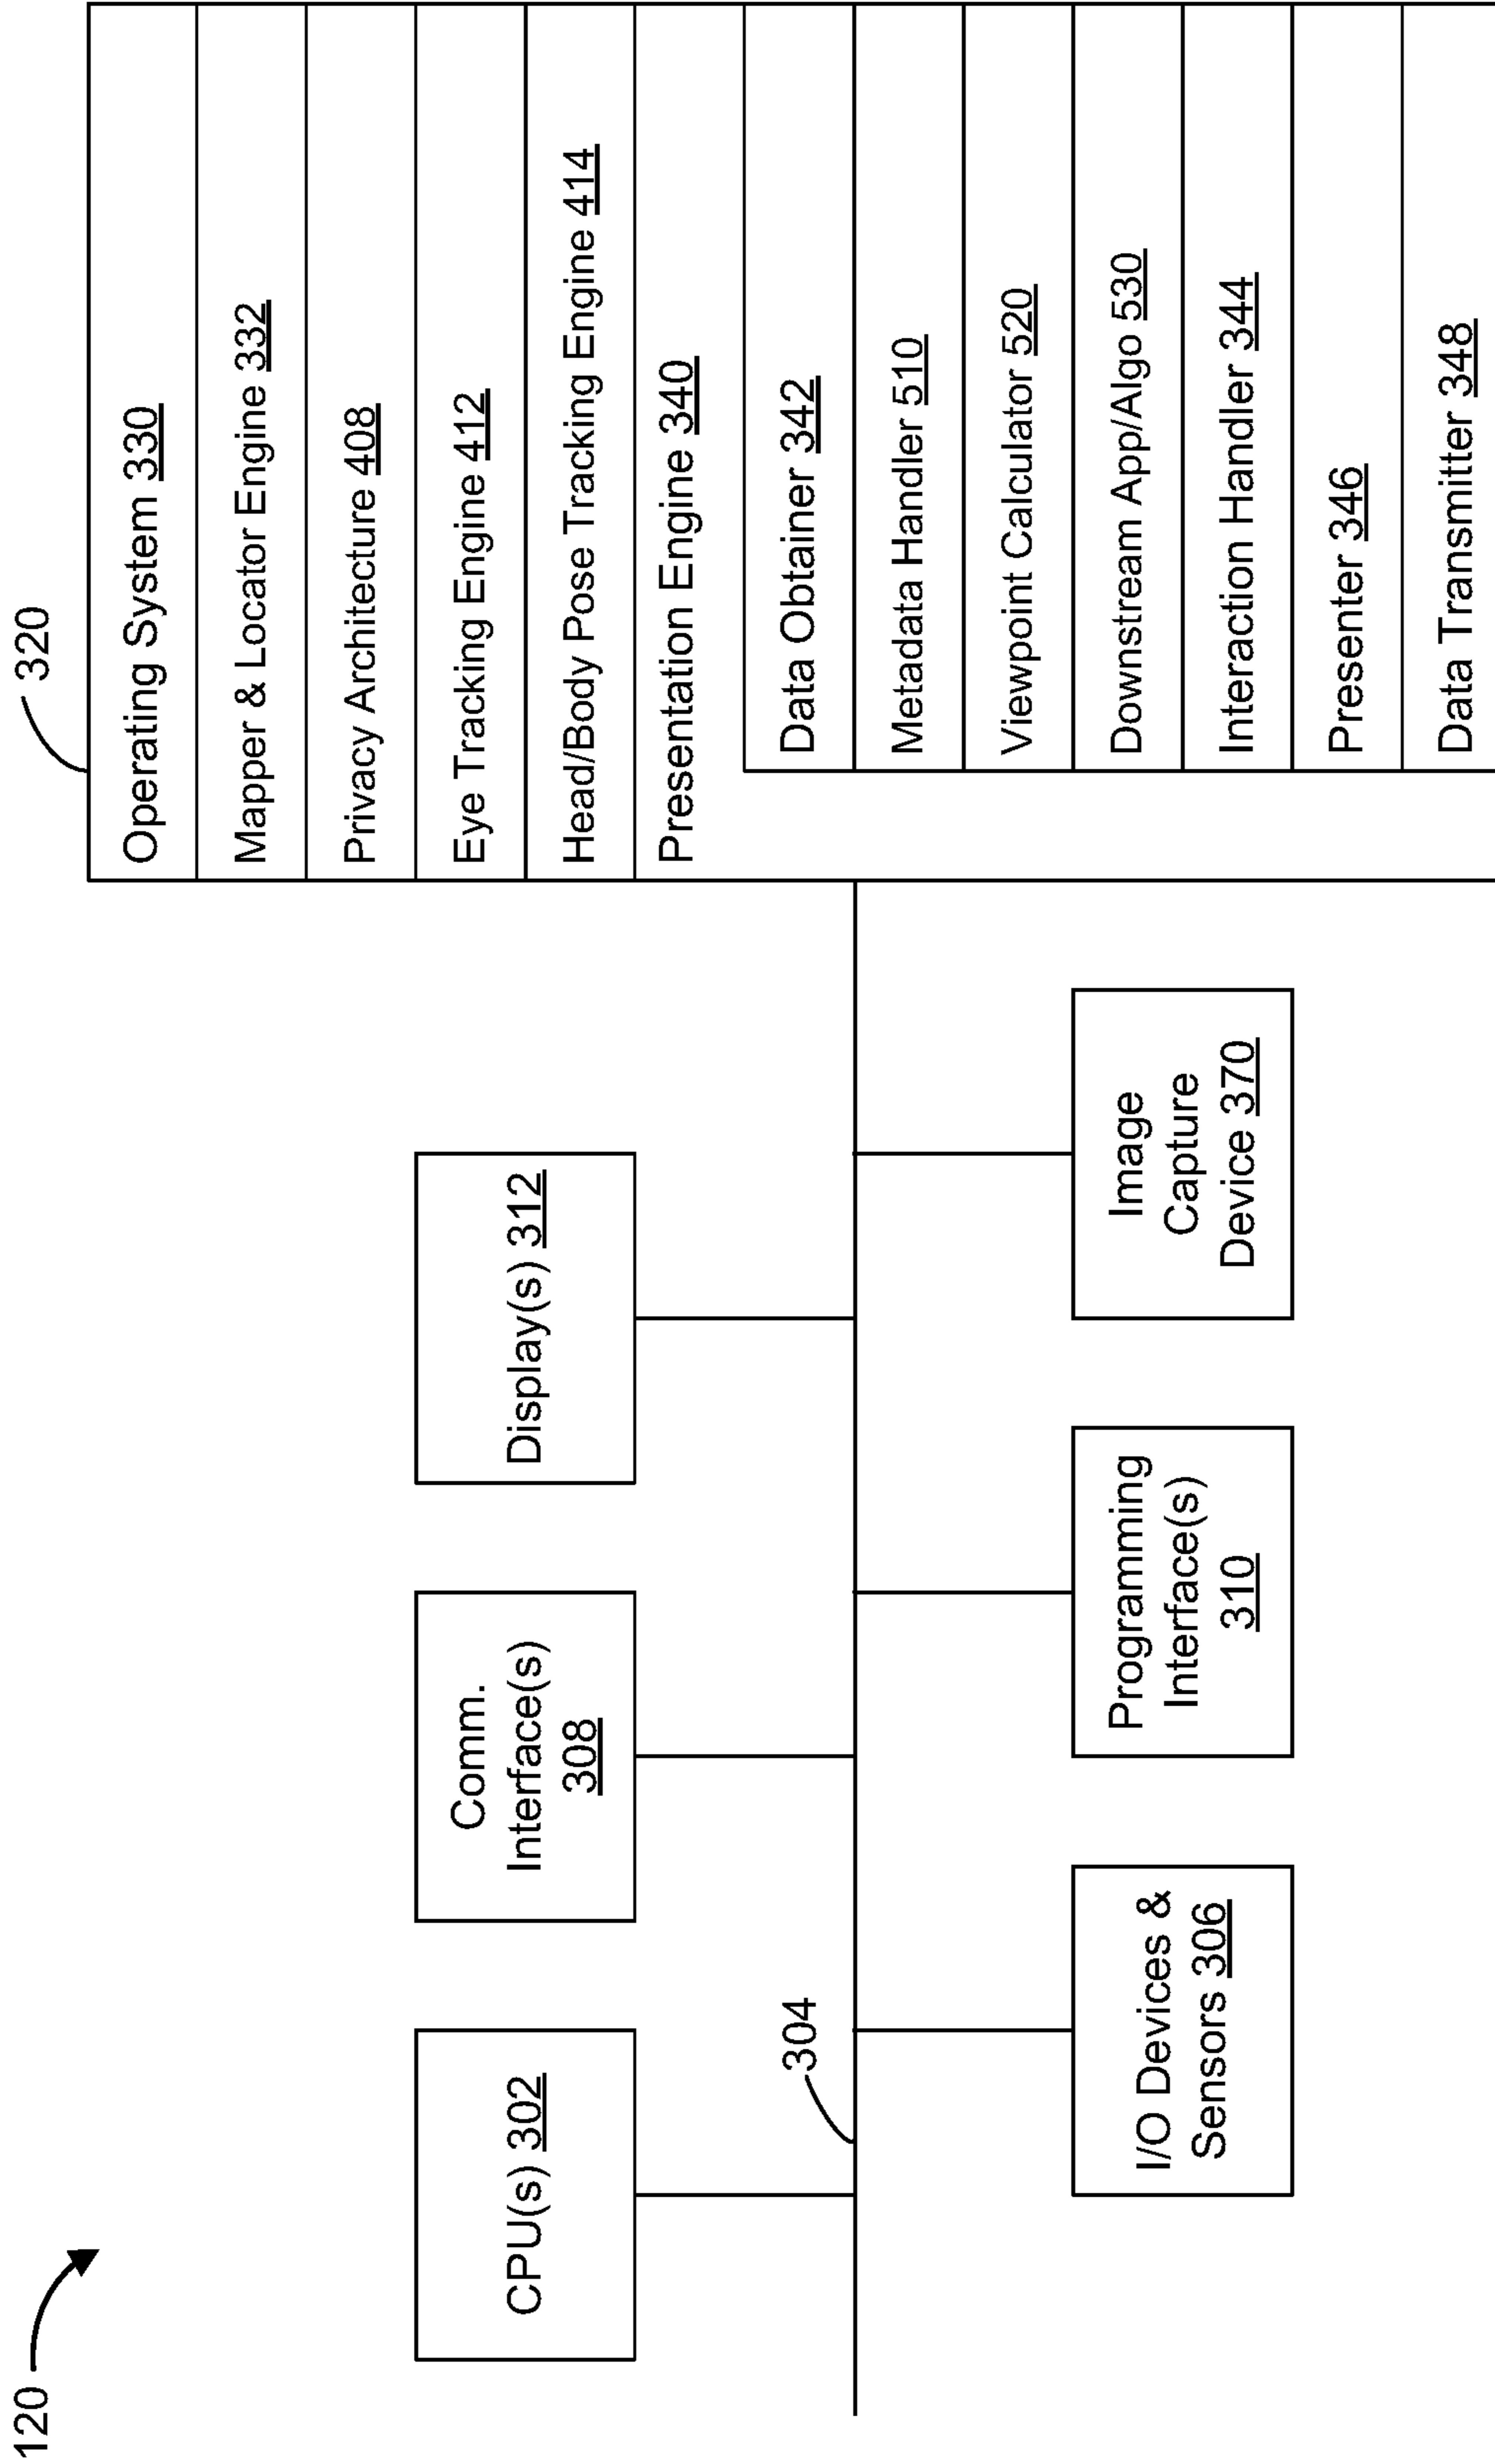 120
320
CPU(s) 302
Comm.
Interface(s)
308
Display(s) 312
304
I/O Devices &
Sensors 306
Programming
Interface(s)
310
Image
Capture
Device 370
Operating System 330
Mapper & Locator Engine 332
Privacy Architecture 408
Eye Tracking Engine 412
Head/Body Pose Tracking Engine 414
Presentation Engine 340
Data Obtainer 342
Metadata Handler 510
Viewpoint Calculator 520
Downstream App/Algo 530
Interaction Handler 344
Presenter 346
Data Transmitter 348